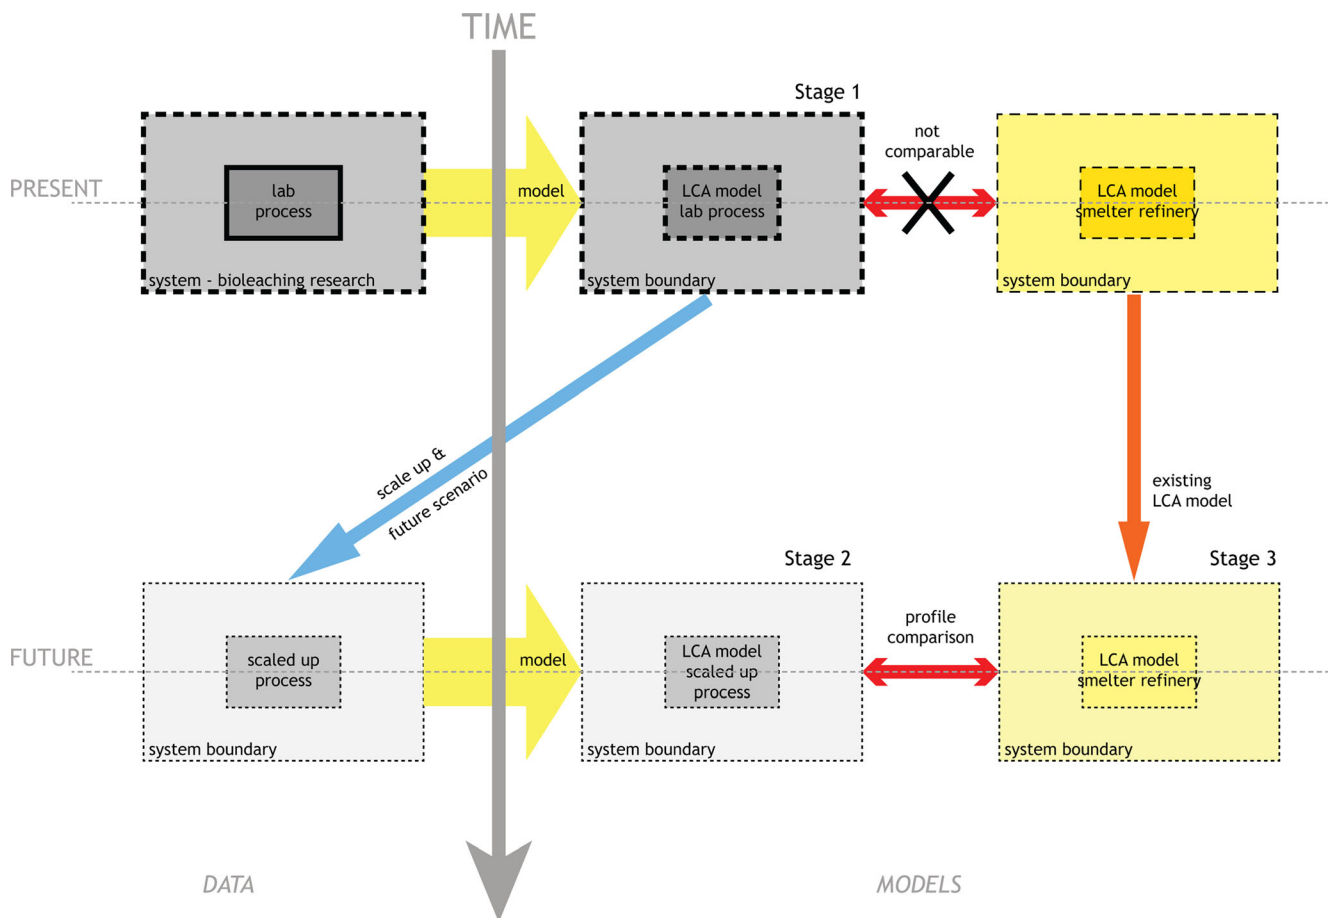 TIME
Stage 1
not
comparable
PRESENT
lab
process
model
LCA model
lab process
LCA model
smelter refinery
system - bioleaching research
system boundary
system boundary
scale up &
future scenario
existing
LCA model
Stage 2
Stage 3
profile
comparison
FUTURE
scaled up
process
model
LCA model
scaled up
process
LCA model
smelter refinery
system boundary
system boundary
system boundary
DATA
MODELS